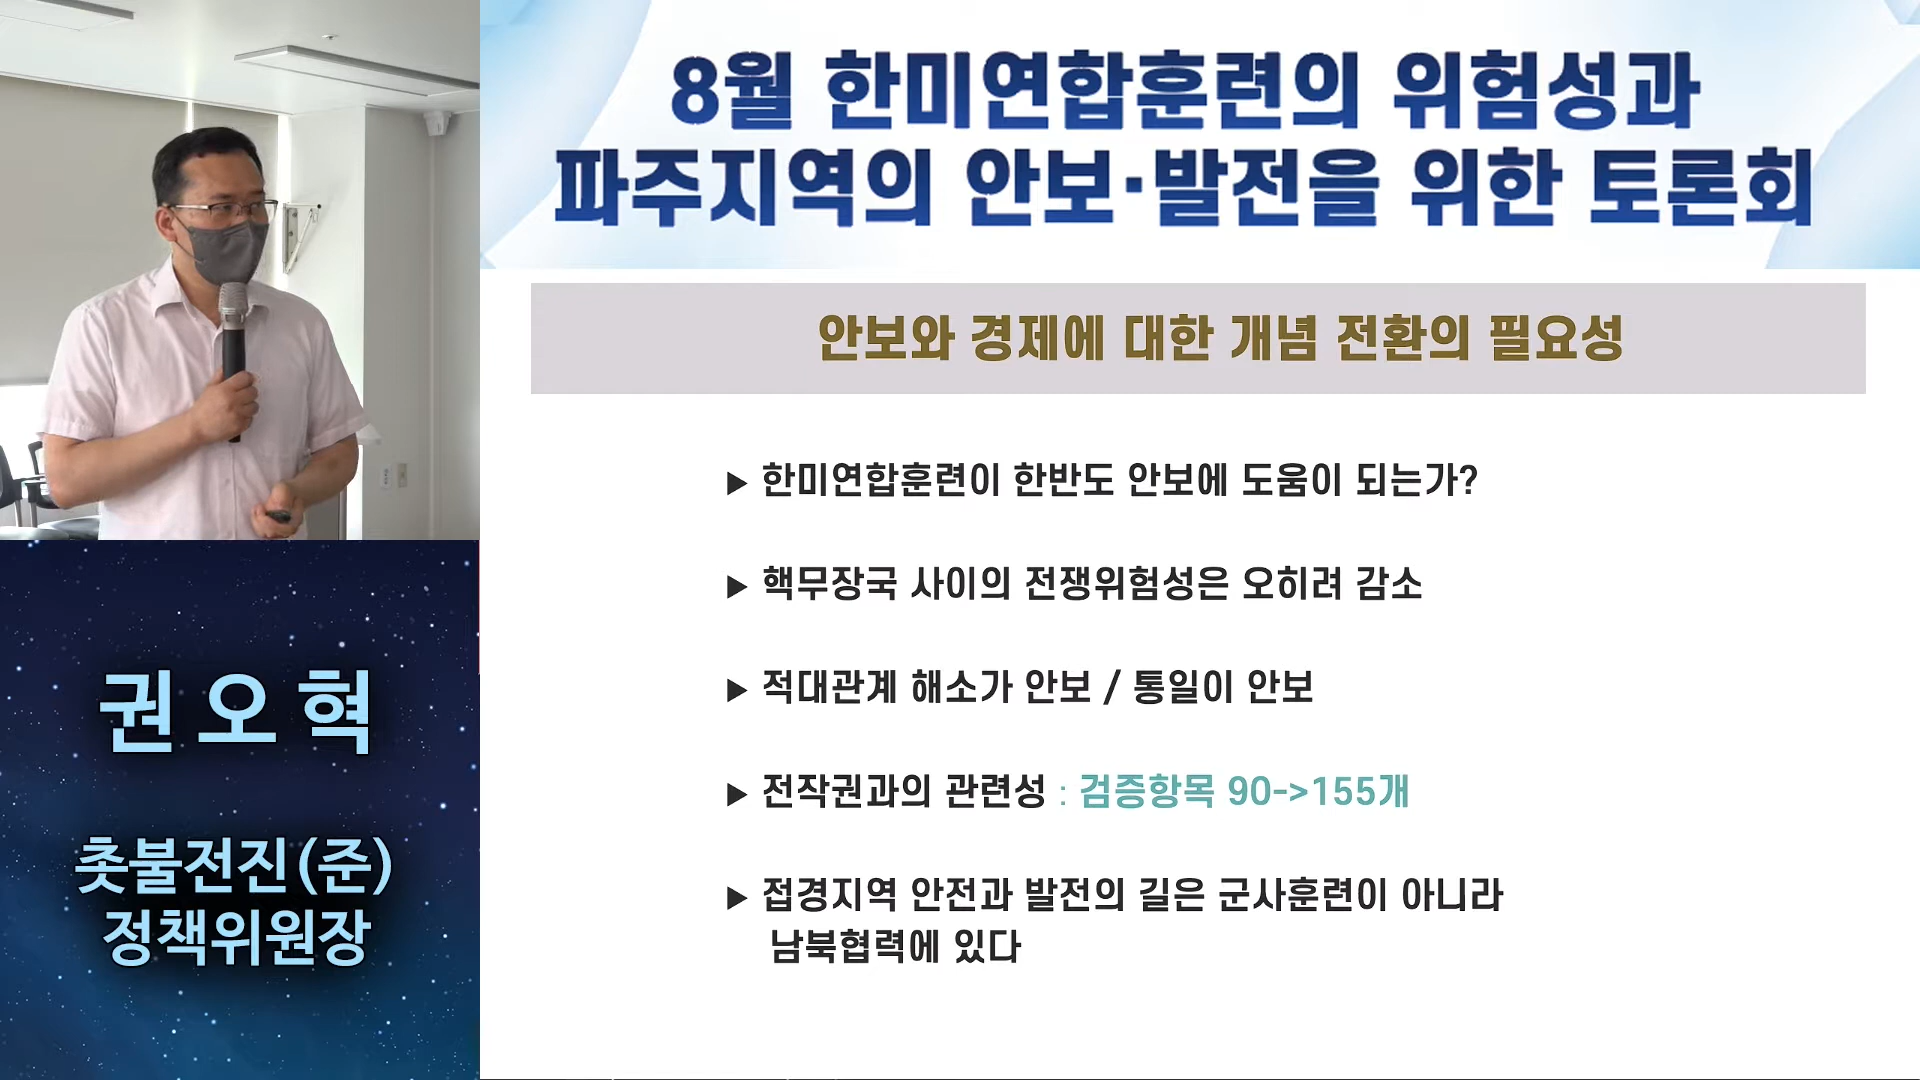 8월 한미연합훈련의 위험성과
파주지역의 안보·발전을 위한 토론회
안보와 경제에 대한 개념 전환의 필요성
▶ 한미연합훈련이 한반도 안보에 도움이 되는가?
▶ 핵무장국 사이의 전쟁위험성은 오히려 감소
▶ 적대관계 해소가 안보 / 통일이 안보
▶ 전작권과의 관련성 : 검증항목 90->155개
▶ 접경지역 안전과 발전의 길은 군사훈련이 아니라
남북협력에 있다
권오혁
촛불전진(준)
정책위원장